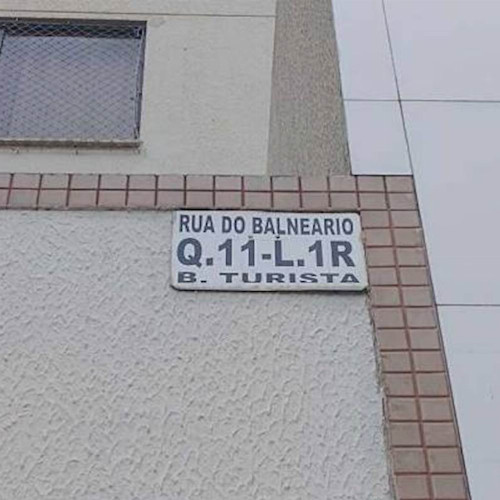 RUA DO BALNEARIO
Q.11-L.1R
B. TURISTA